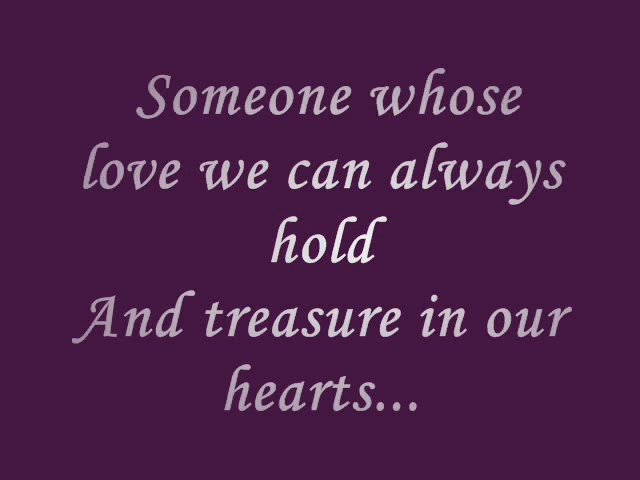 Someone whose
love we can always
hold
And treasure in our
hearts...